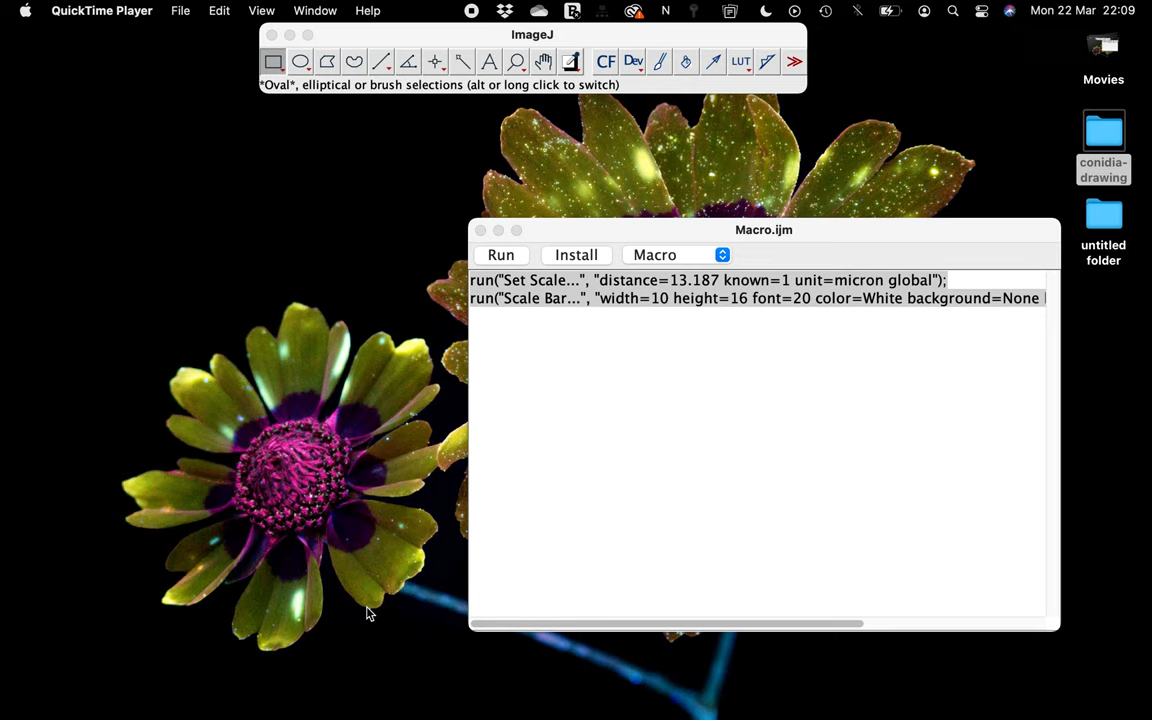 QuickTime Player File Edit View Window Help N Mon 22 Mar 22:09
ImageJ
A CF Dev LUT
*Oval*, elliptical or brush selections (alt or long click to switch)
Movies
conidia-
drawing
untitled
folder
Macro.ijm
Run Install Macro
run("Set Scale...", "distance=13.187 known=1 unit=micron global");
run("Scale Bar...", "width=10 height=16 font=20 color=White background=None